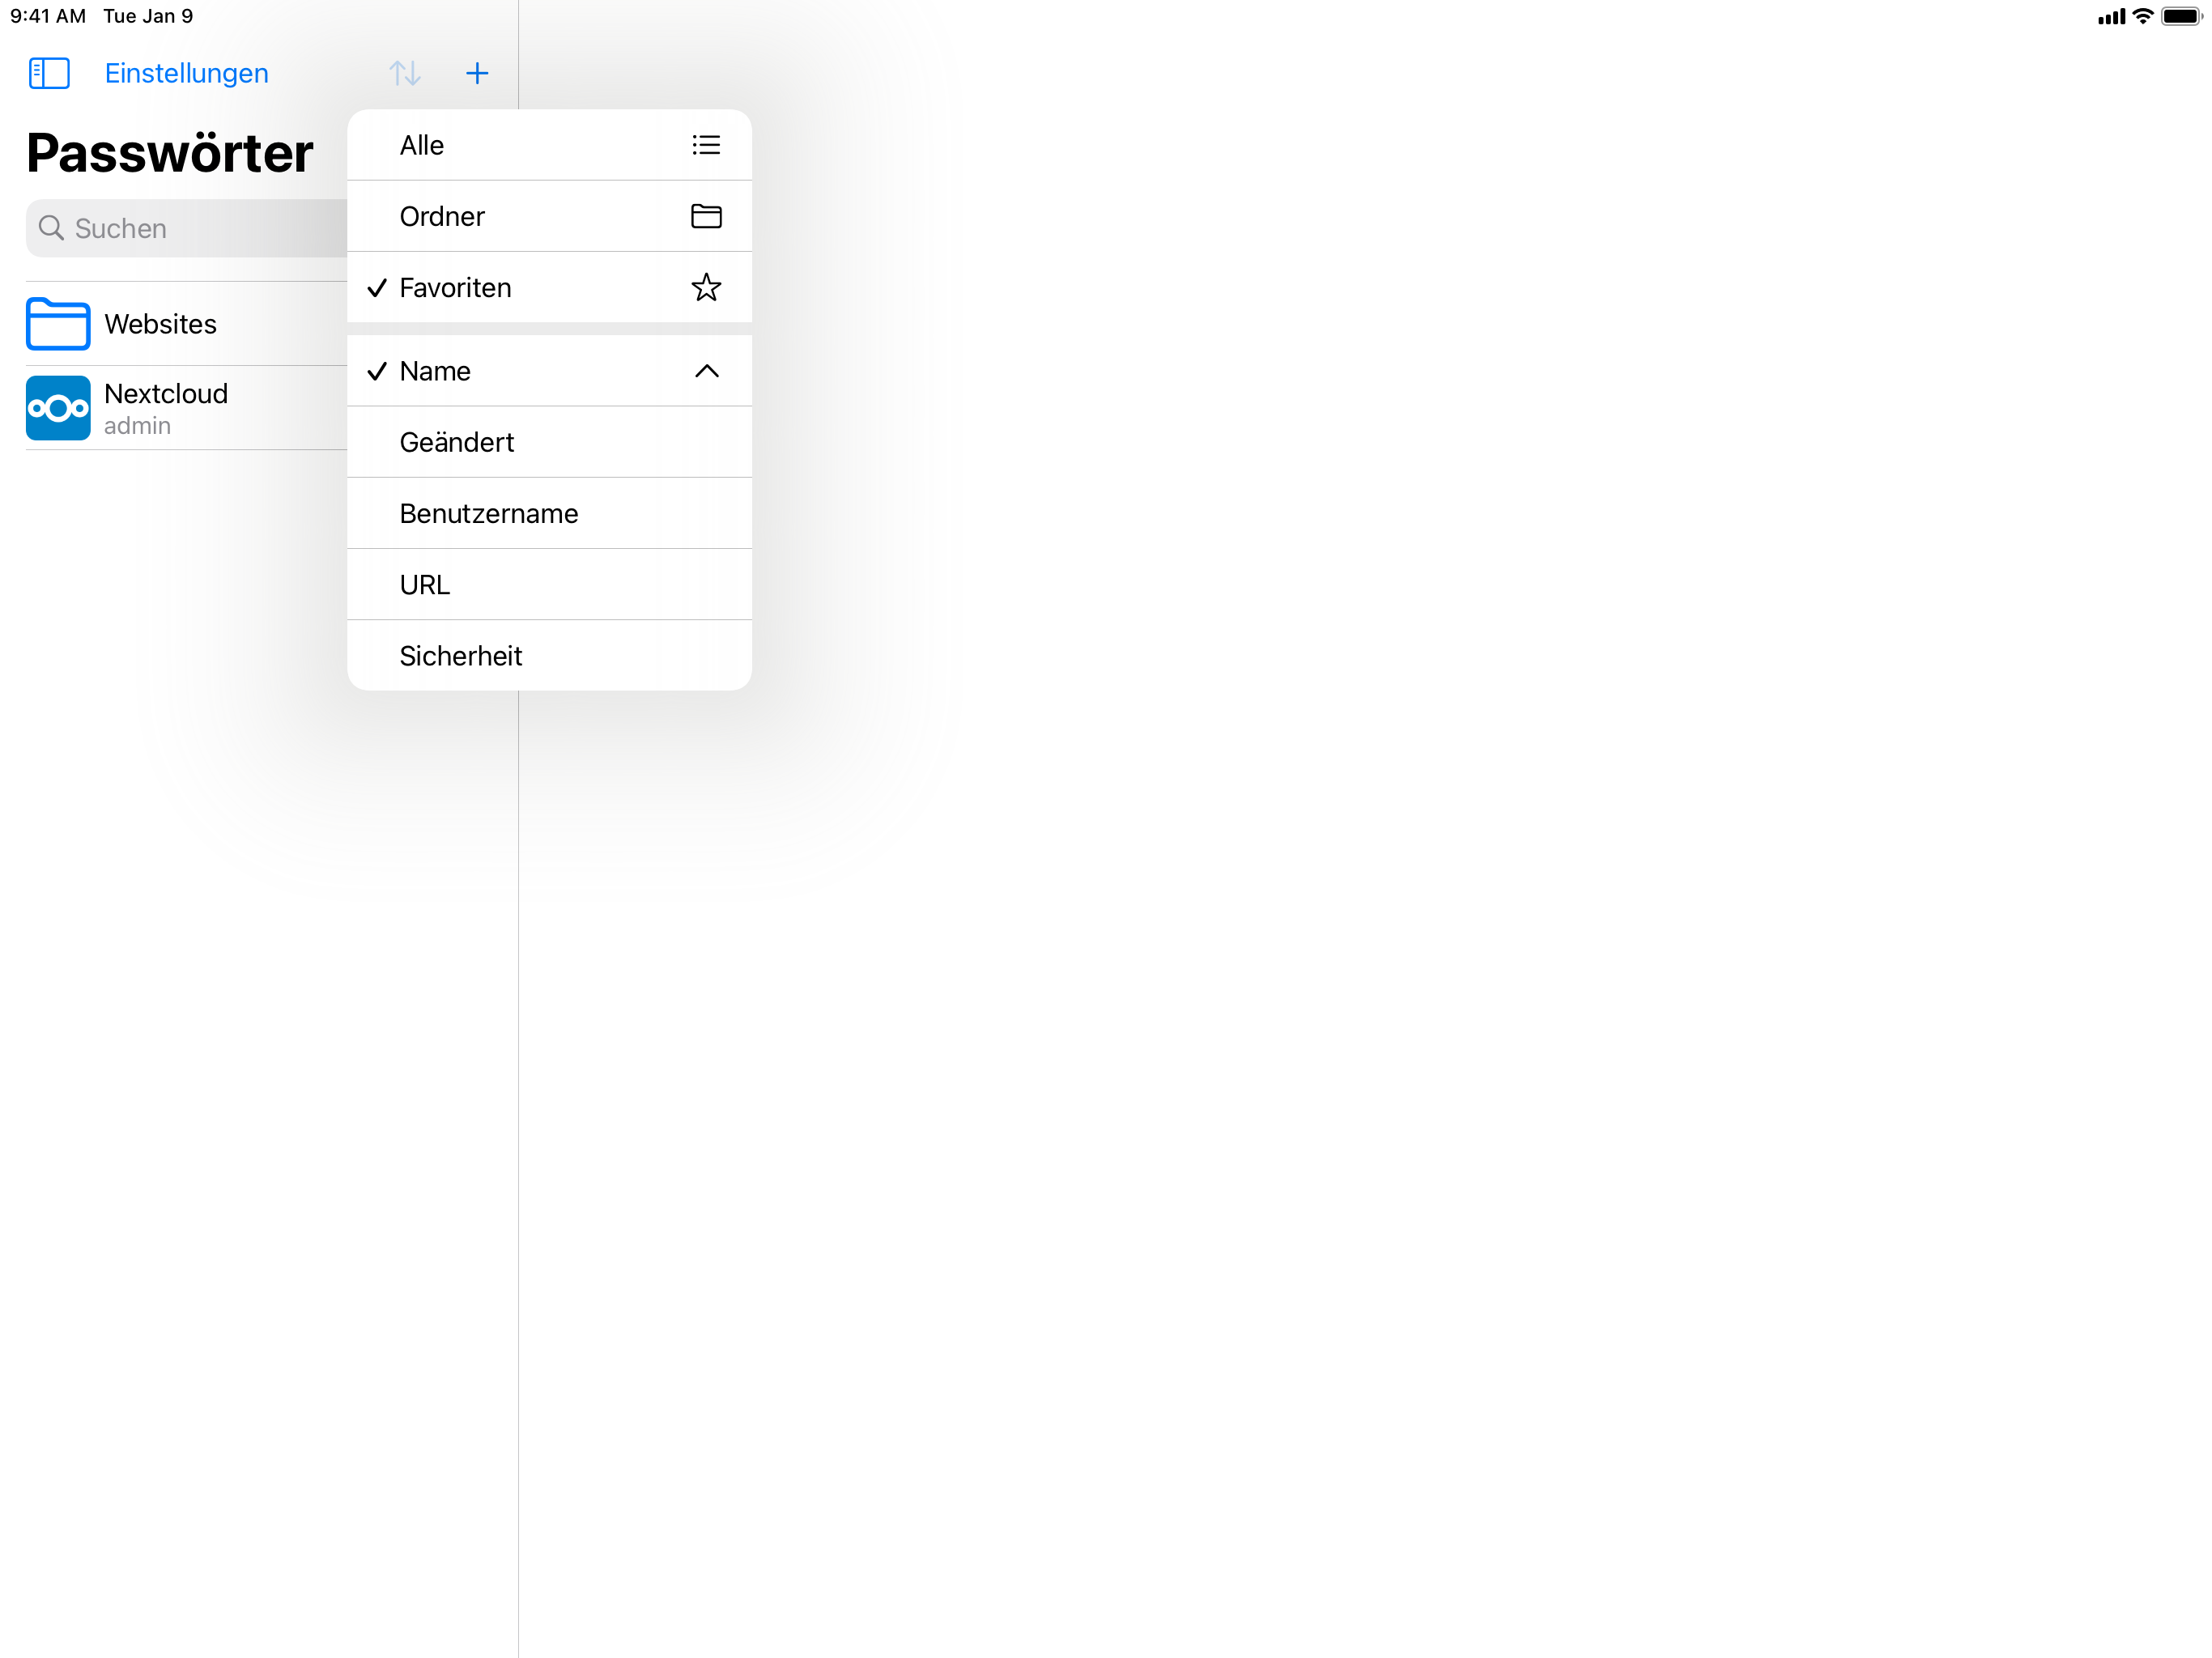 9:41 AM Tue Jan 9
Einstellungen
Passwörter
Suchen
Websites
Nextcloud
admin
Alle
Ordner
Favoriten
Name
Geändert
Benutzername
URL
Sicherheit